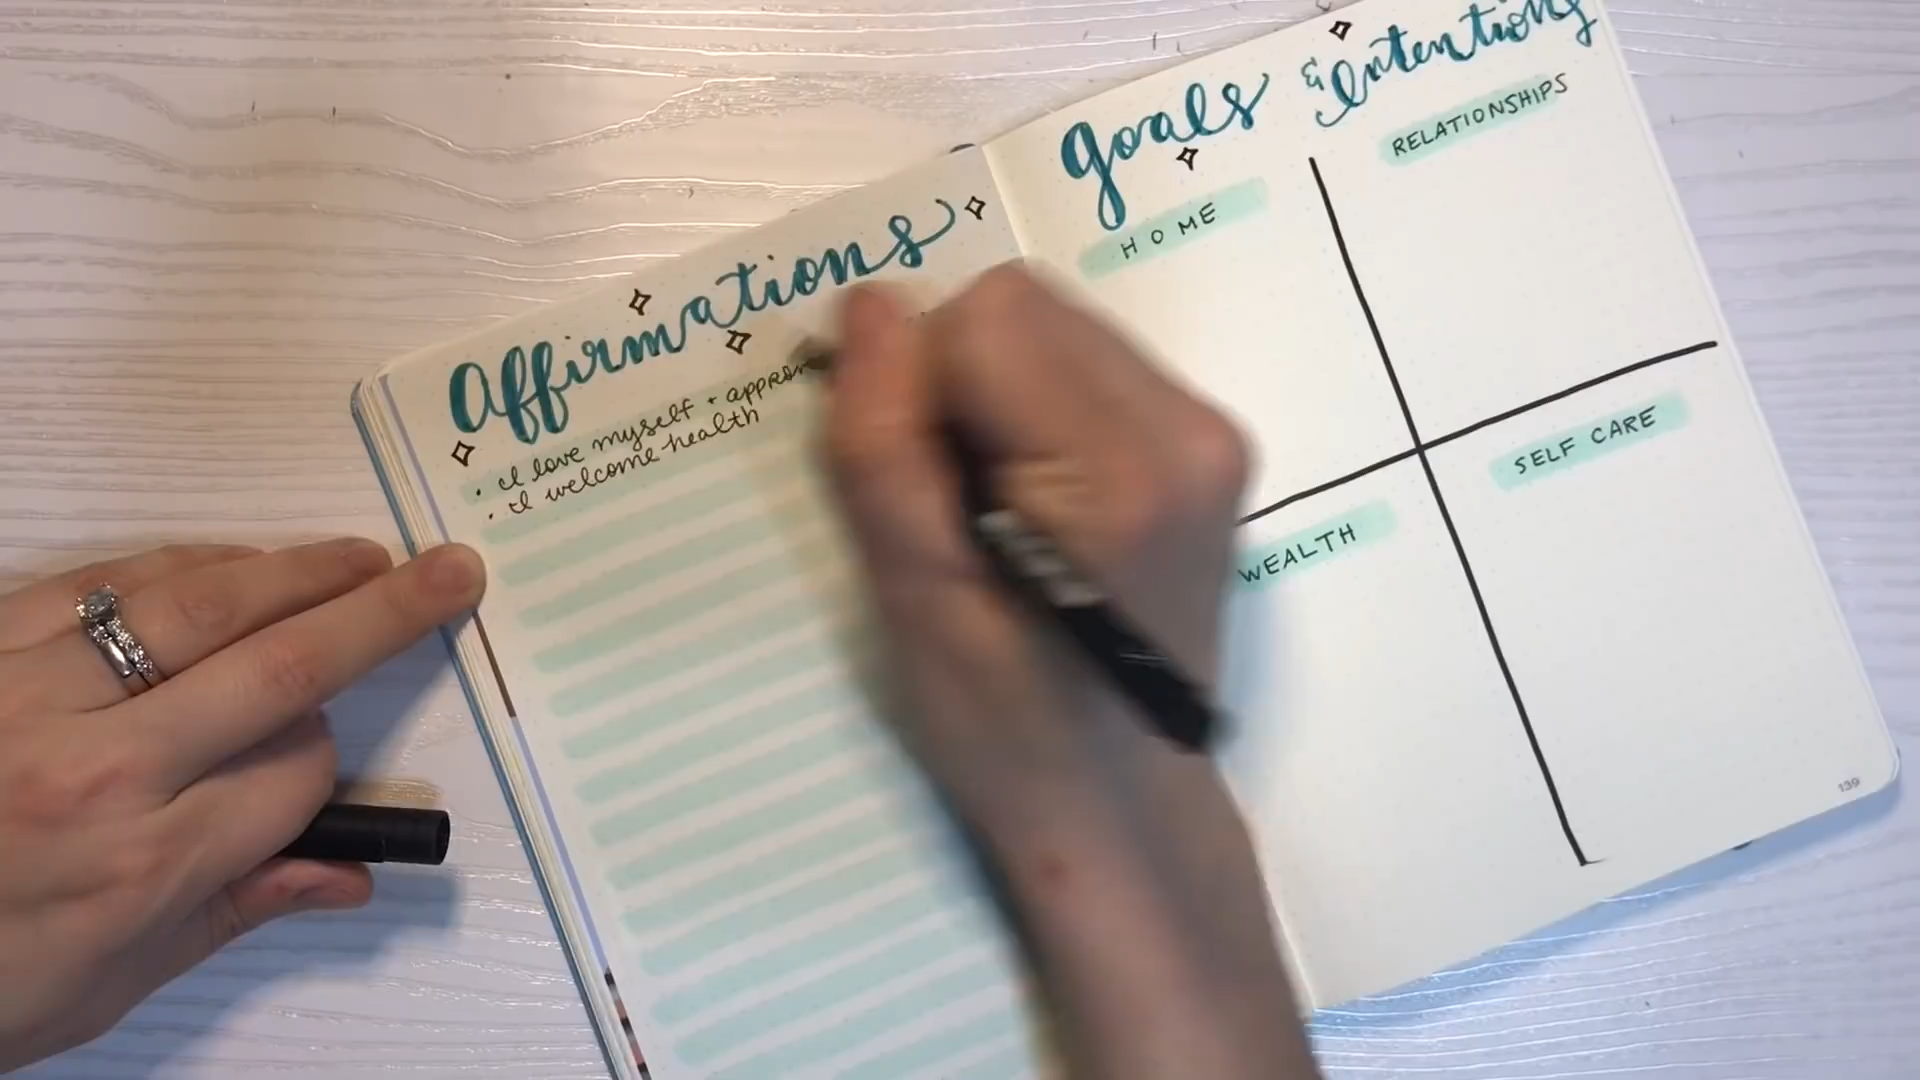 Affirmations
• I love myself + approv
• I welcome health
Goals & Intentions
HOME
RELATIONSHIPS
WEALTH
SELF CARE
139